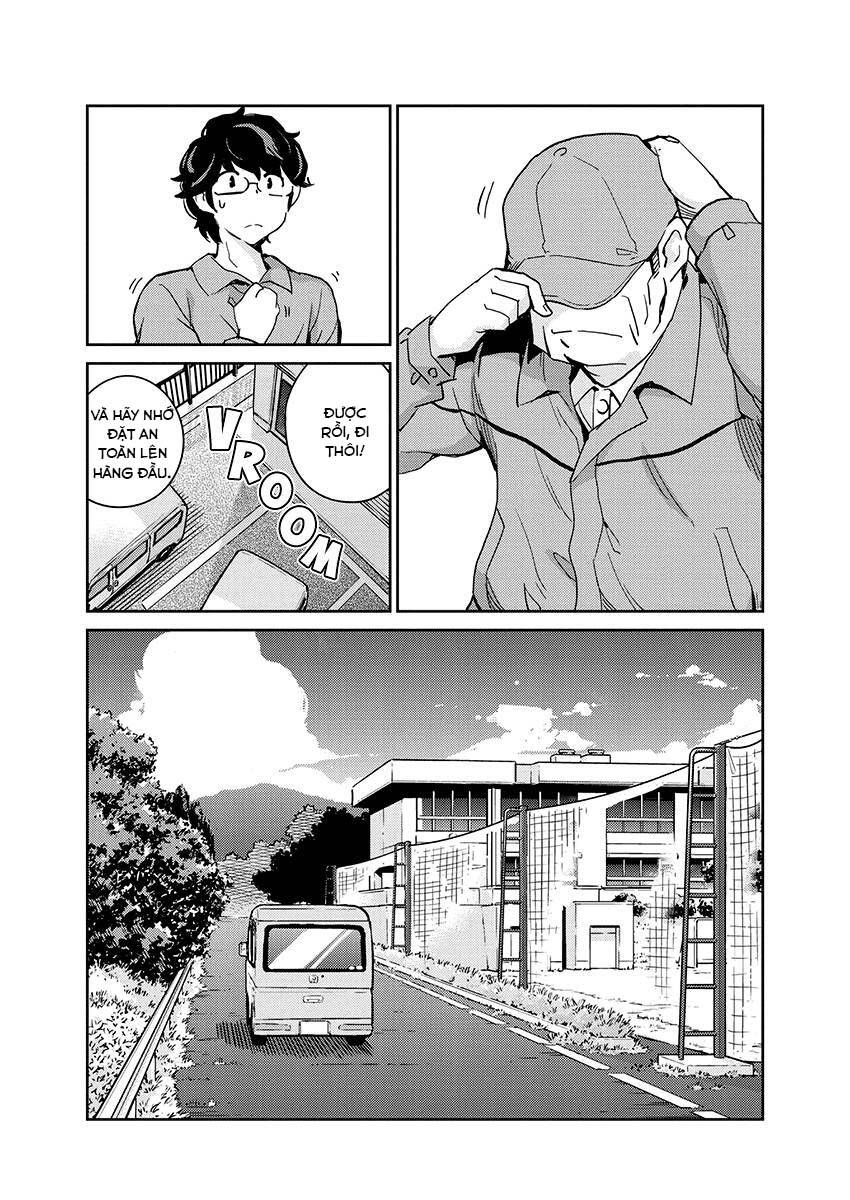 ĐƯỢC
RỒI, ĐI
THÔI!
VÀ HÃY NHỚ
ĐẶT AN
TOÀN LÊN
HÀNG ĐẦU.
VROOM